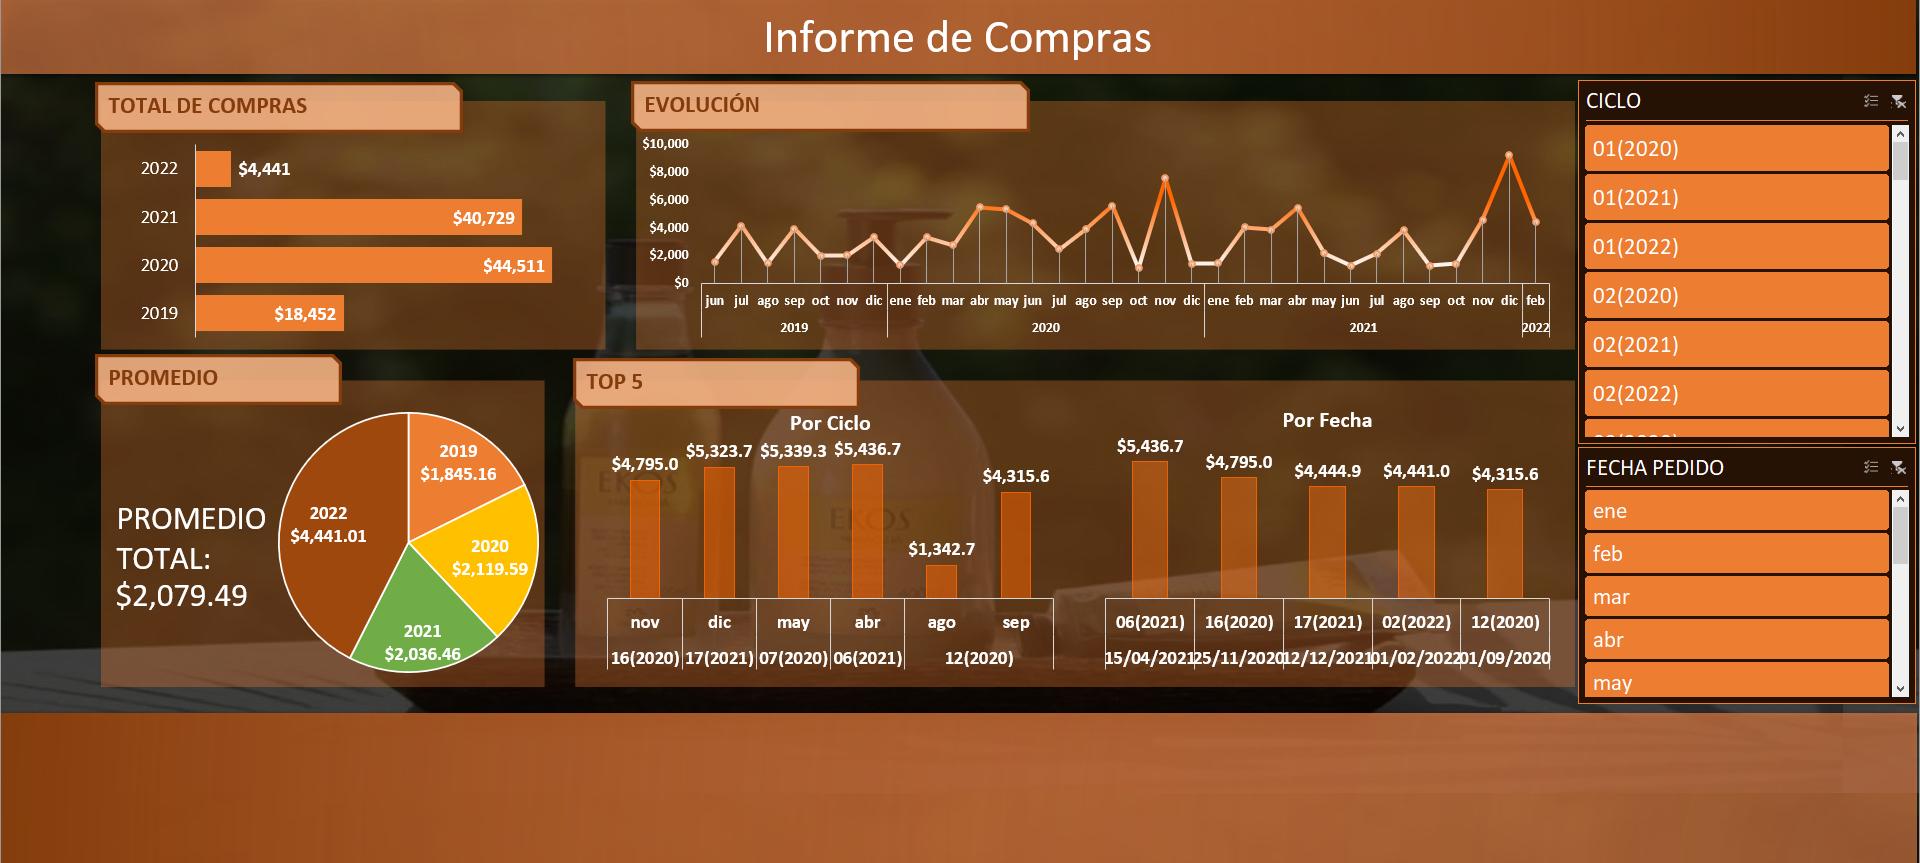 Informe de Compras
TOTAL DE COMPRAS
2022 $4,441
2021 $40,729
2020 $44,511
2019 $18,452
EVOLUCIÓN
$10,000
$8,000
$6,000
$4,000
$2,000
$0
jun jul ago sep oct nov dic ene feb mar abr may jun jul ago sep oct nov dic ene feb mar abr may jun jul ago sep oct nov dic feb
2019 2020 2021 2022
PROMEDIO
PROMEDIO
TOTAL:
$2,079.49
2019
$1,845.16
2020
$2,119.59
2021
$2,036.46
2022
$4,441.01
TOP 5
Por Ciclo
$4,795.0 $5,323.7 $5,339.3 $5,436.7 $1,342.7 $4,315.6
nov dic may abr ago sep
16(2020) 17(2021) 07(2020) 06(2021) 12(2020)
EKOS
EKOS
Por Fecha
$5,436.7 $4,795.0 $4,444.9 $4,441.0 $4,315.6
06(2021) 16(2020) 17(2021) 02(2022) 12(2020)
15/04/2021 25/11/2020 12/12/2021 01/02/2022 01/09/2020
CICLO
01(2020)
01(2021)
01(2022)
02(2020)
02(2021)
02(2022)
FECHA PEDIDO
ene
feb
mar
abr
may